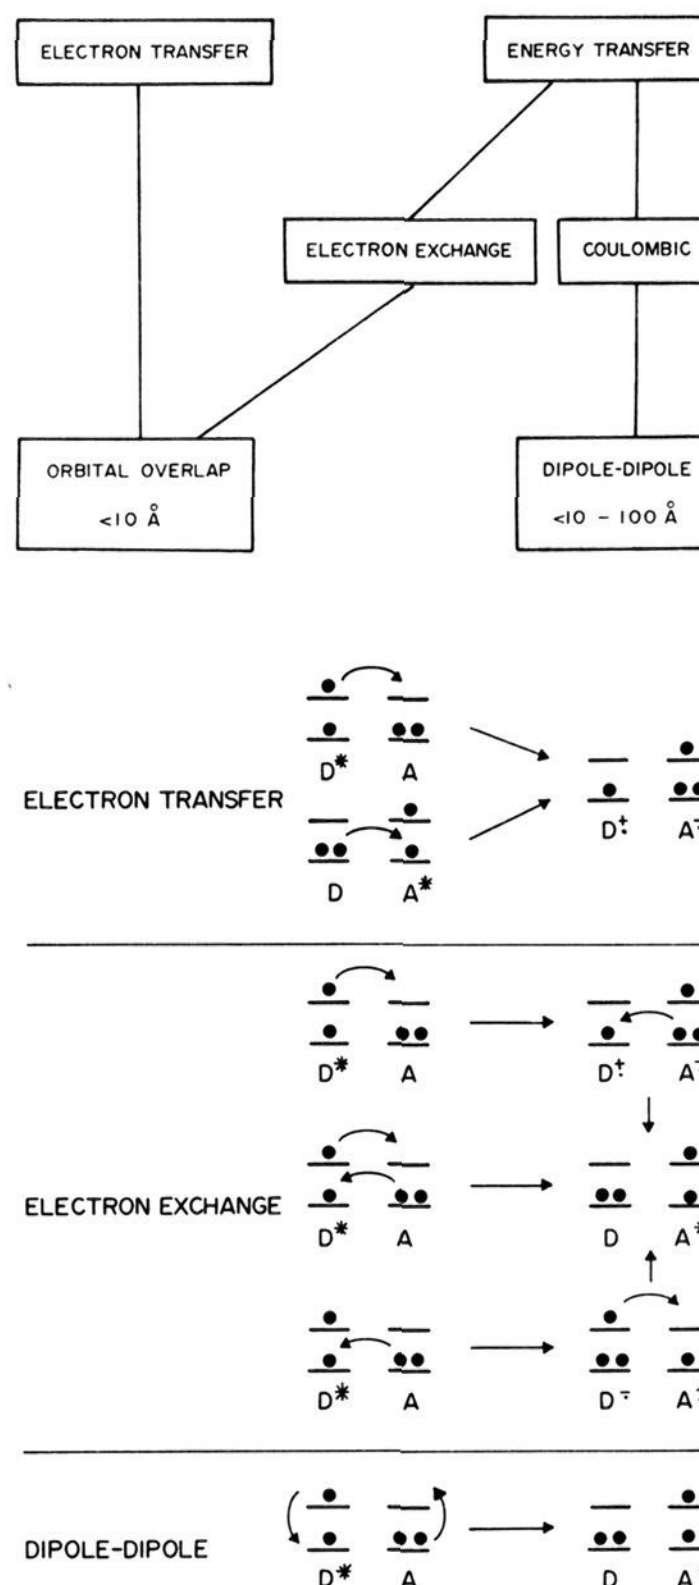 ELECTRON TRANSFER
ENERGY TRANSFER
ELECTRON EXCHANGE
COULOMBIC
ORBITAL OVERLAP
<10 Å
DIPOLE-DIPOLE
<10 - 100 Å
D* A
ELECTRON TRANSFER
D⁺· A⁻·
D A*
D* A D⁺· A⁻
ELECTRON EXCHANGE
D* A D A*
D* A D⁻· A⁺·
DIPOLE-DIPOLE
D* A D A